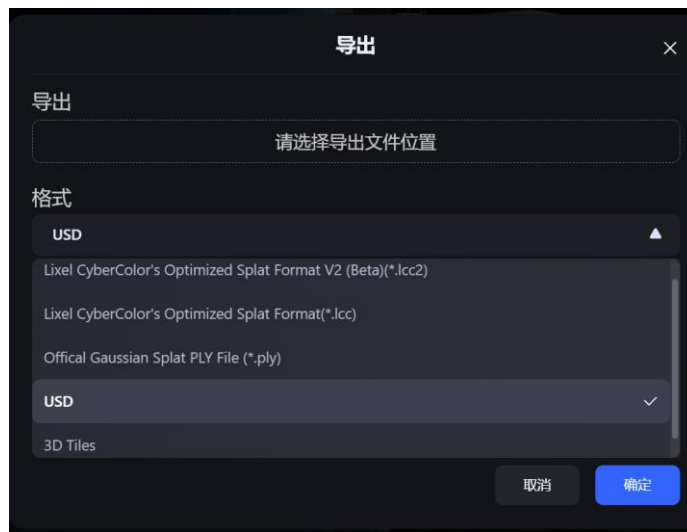 导出
导出
请选择导出文件位置
格式
USD
Lixel CyberColor's Optimized Splat Format V2 (Beta)(*.lcc2)
Lixel CyberColor's Optimized Splat Format(*.lcc)
Offical Gaussian Splat PLY File (*.ply)
USD
3D Tiles
取消
确定